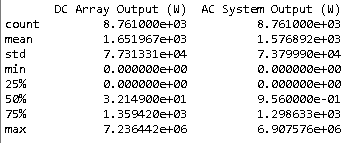 DC Array Output (W) AC System Output (W)
count 8.761000e+03 8.761000e+03
mean 1.651967e+03 1.576892e+03
std 7.731331e+04 7.379990e+04
min 0.000000e+00 0.000000e+00
25% 0.000000e+00 0.000000e+00
50% 3.214900e+01 9.560000e-01
75% 1.359420e+03 1.298633e+03
max 7.236442e+06 6.907576e+06